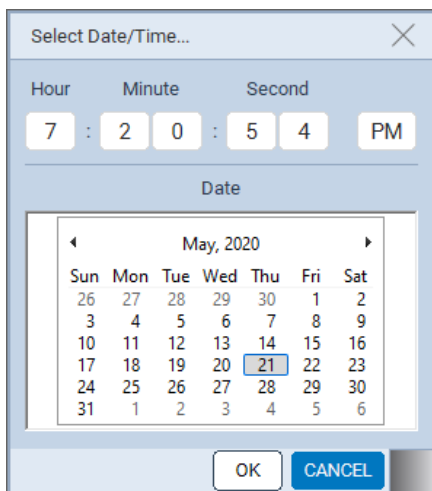 Select Date/Time...
Hour Minute Second
7 : 2 0 : 5 4 PM
Date
May, 2020
Sun Mon Tue Wed Thu Fri Sat
26 27 28 29 30 1 2
3 4 5 6 7 8 9
10 11 12 13 14 15 16
17 18 19 20 21 22 23
24 25 26 27 28 29 30
31 1 2 3 4 5 6
OK CANCEL